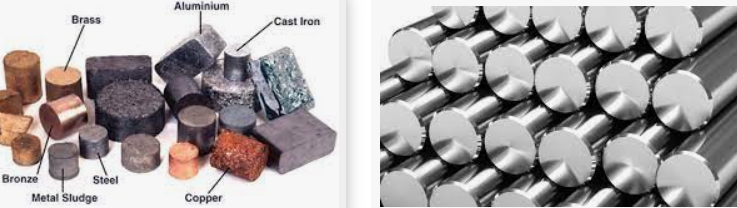 Aluminium
Brass
Cast Iron
Bronze
Steel
Metal Sludge
Copper